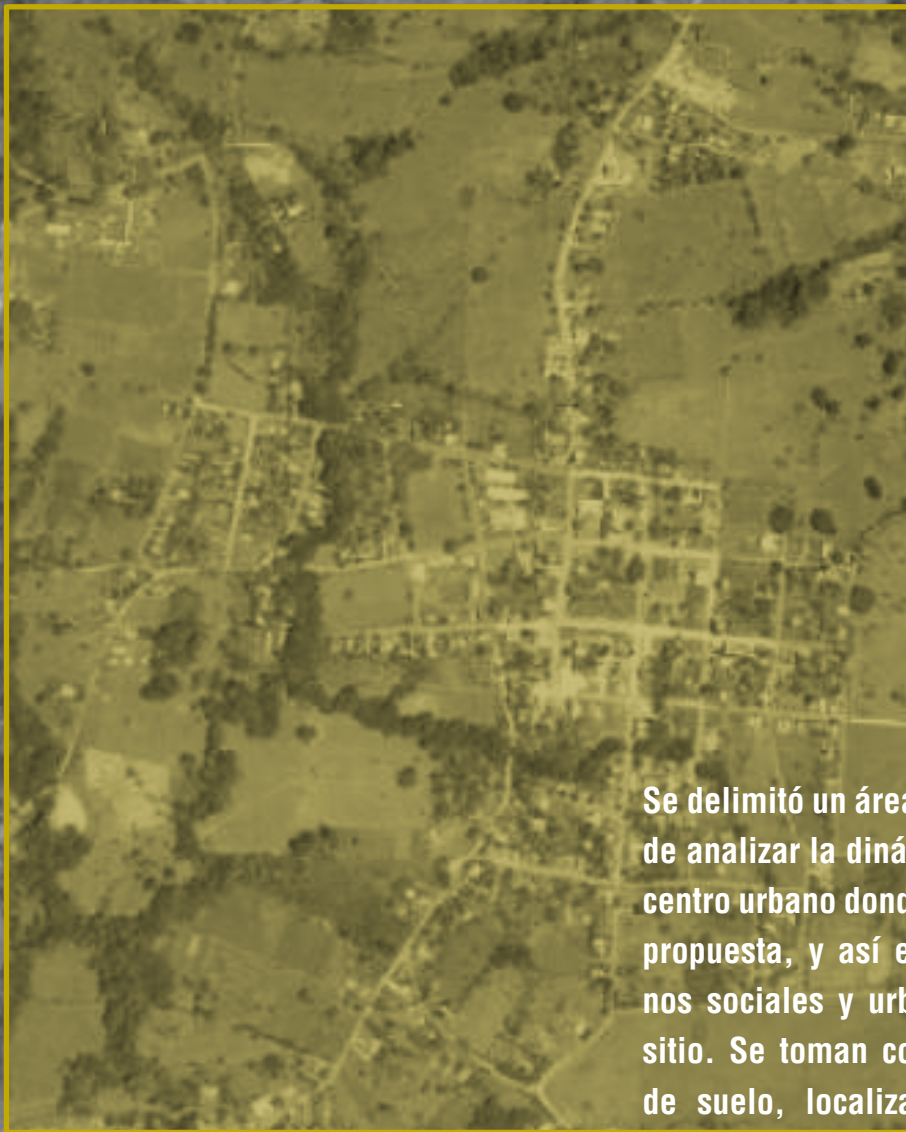 Se delimitó un área
de analizar la diná
centro urbano dond
propuesta, y así e
nos sociales y urb
sitio. Se toman co
de suelo, localiza